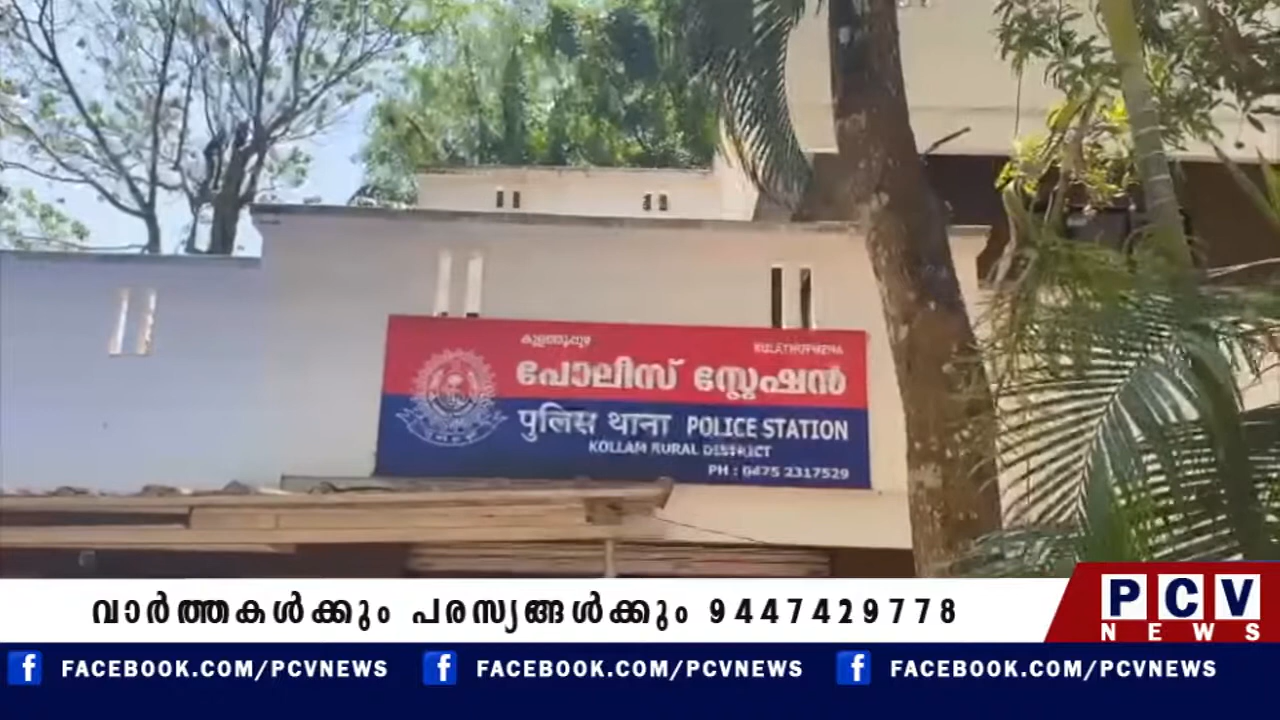 കുളത്തൂപ്പുഴ KULATHUPUZHA
പോലീസ് സ്റ്റേഷൻ
पुलिस थाना POLICE STATION
KOLLAM RURAL DISTRICT
PH : 0475 2317529
വാർത്തകൾക്കും പരസ്യങ്ങൾക്കും 9447429778
PCV
NEWS
FACEBOOK.COM/PCVNEWS FACEBOOK.COM/PCVNEWS FACEBOOK.COM/PCVNEWS